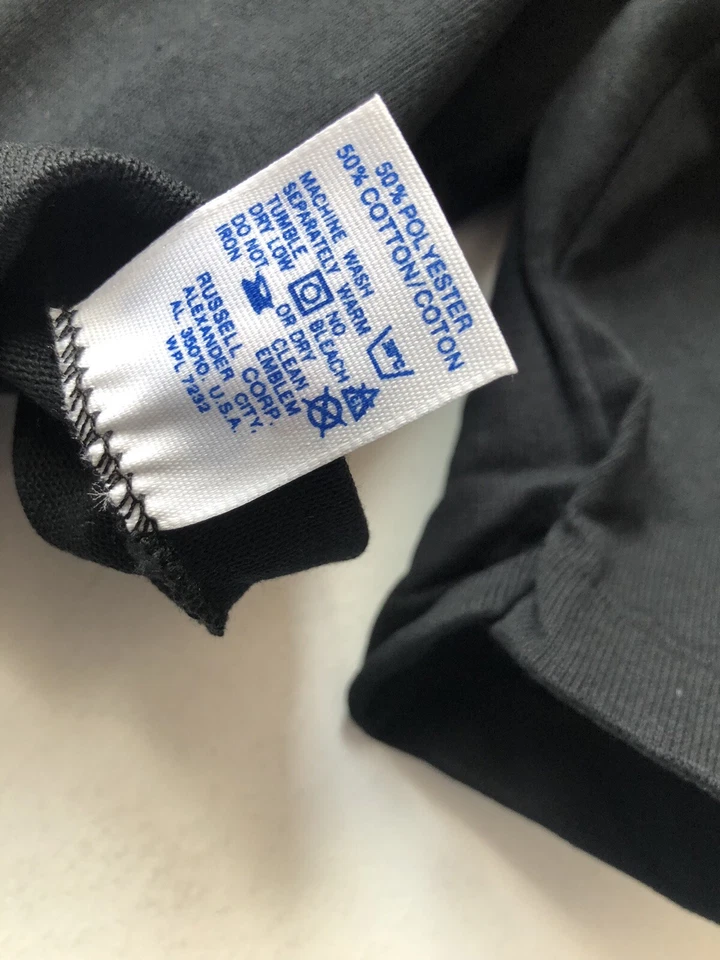 50% POLYESTER
50% COTTON/COTON
MACHINE WASH
SEPARATELY WARM
TUMBLE NO
DRY LOW BLEACH
DO NOT OR DRY
IRON CLEAN
EMBLEM
RUSSELL CORP.
ALEXANDER CITY,
AL 35010. U.S.A.
WPL 7232